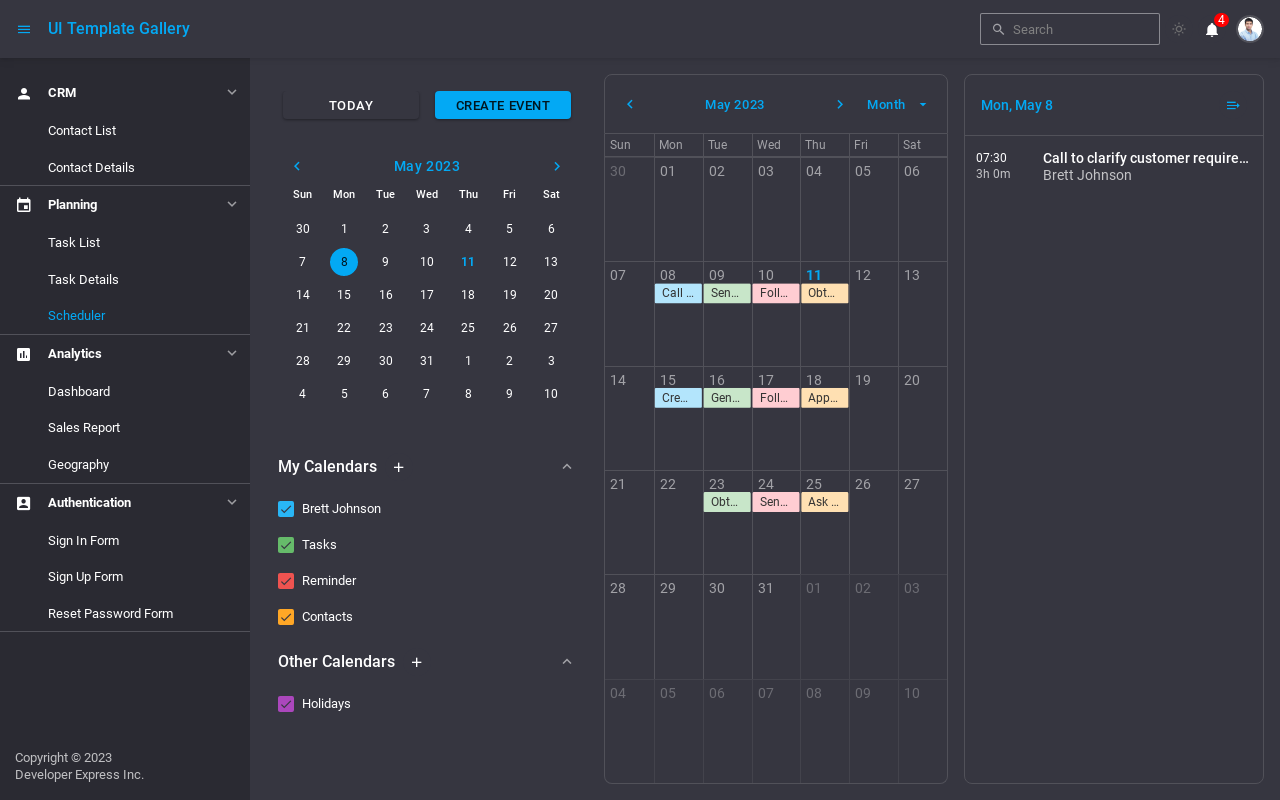 UI Template Gallery
Search
4
CRM
Contact List
Contact Details
Planning
Task List
Task Details
Scheduler
Analytics
Dashboard
Sales Report
Geography
Authentication
Sign In Form
Sign Up Form
Reset Password Form
Copyright © 2023
Developer Express Inc.
TODAY CREATE EVENT
May 2023
Sun Mon Tue Wed Thu Fri Sat
30 1 2 3 4 5 6
7 8 9 10 11 12 13
14 15 16 17 18 19 20
21 22 23 24 25 26 27
28 29 30 31 1 2 3
4 5 6 7 8 9 10
My Calendars
Brett Johnson
Tasks
Reminder
Contacts
Other Calendars
Holidays
May 2023 Month
Sun Mon Tue Wed Thu Fri Sat
30 01 02 03 04 05 06
07 08 09 10 11 12 13
Call ... Sen... Foll... Obt...
14 15 16 17 18 19 20
Cre... Gen... Foll... App...
21 22 23 24 25 26 27
Obt... Sen... Ask ...
28 29 30 31 01 02 03
04 05 06 07 08 09 10
Mon, May 8
07:30 Call to clarify customer require...
3h 0m Brett Johnson